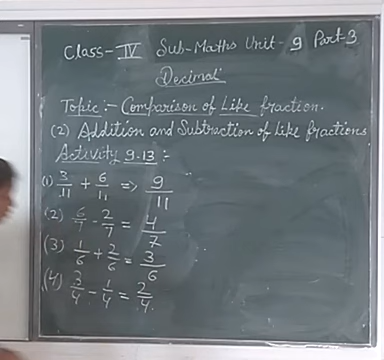 Class-IV Sub-Maths Unit-9 Part-3
Decimal
Topic:- Comparison of Like fraction.
(2) Addition and Subtraction of Like fractions
Activity 9.13:-
(1) 3/11 + 6/11 => 9/11
(2) 6/7 - 2/7 = 4/7
(3) 1/6 + 2/6 = 3/6
(4) 3/4 - 1/4 = 2/4